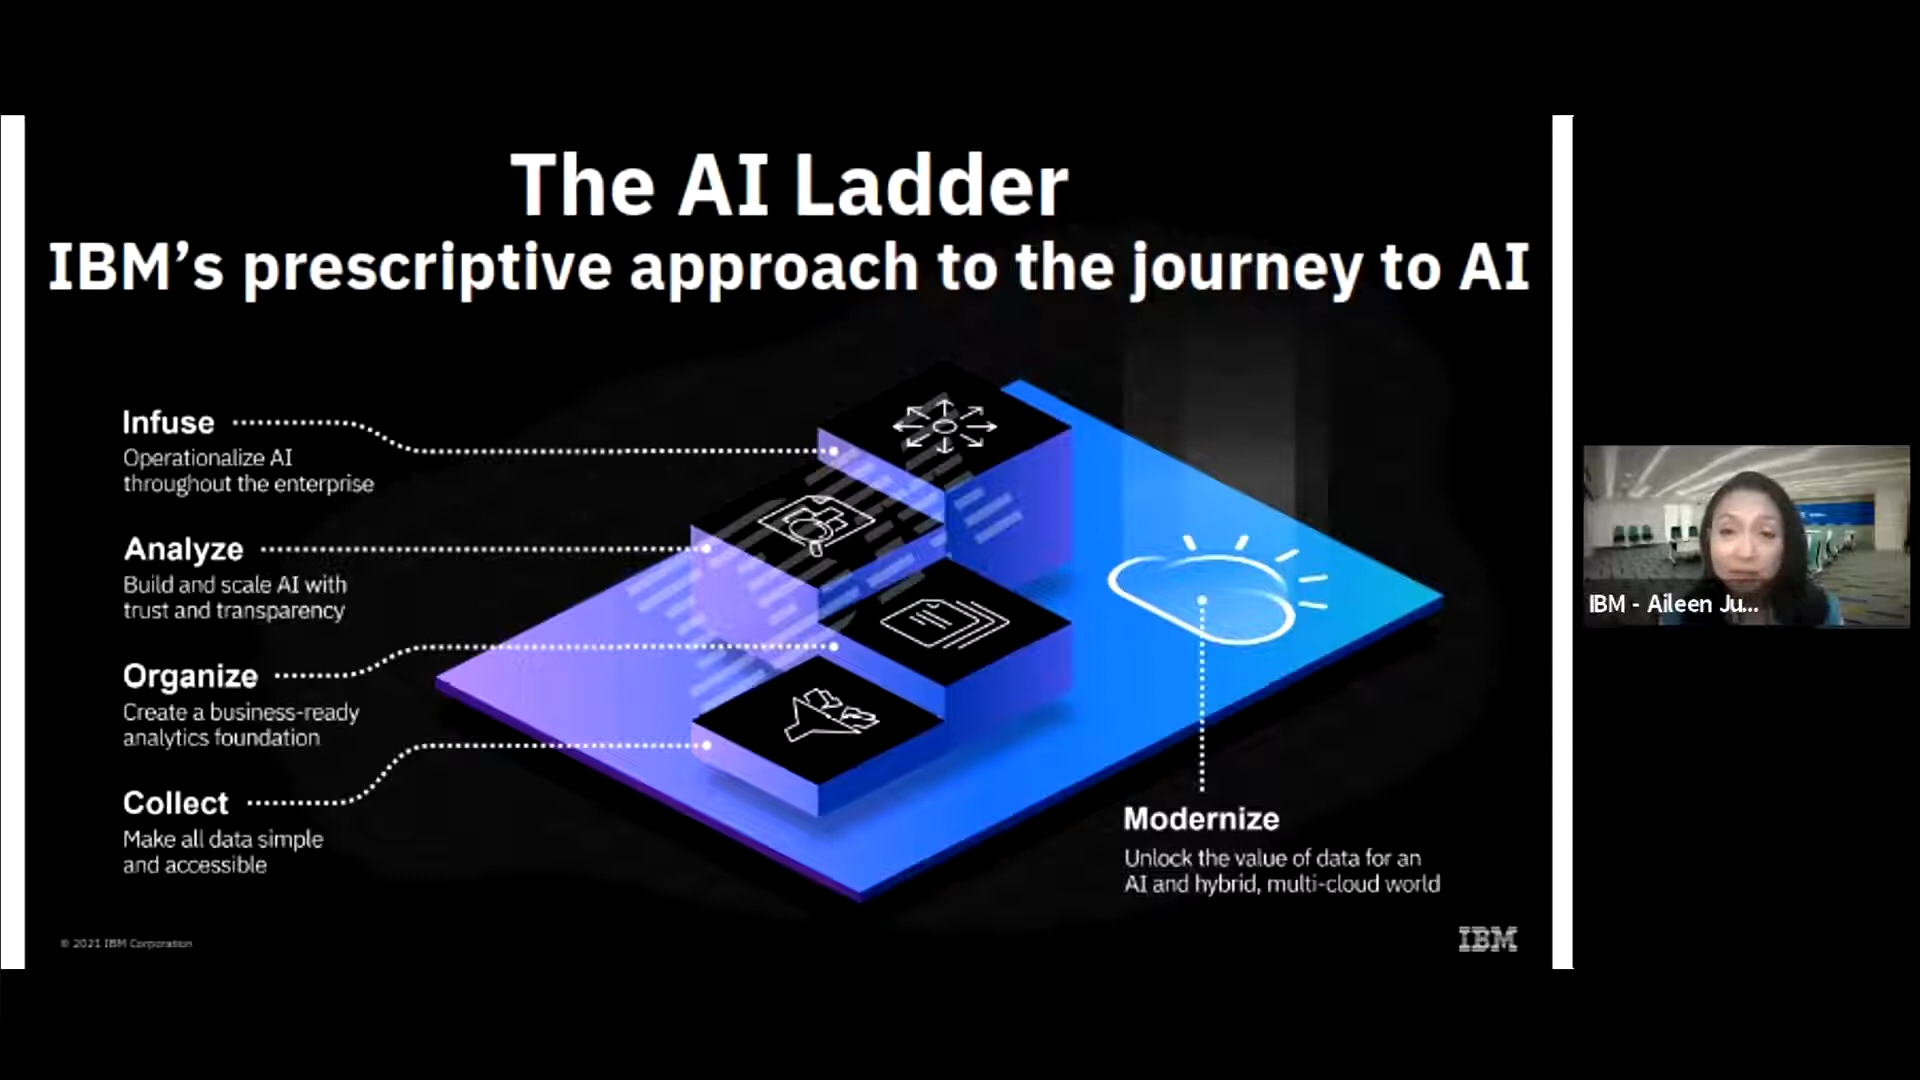 The AI Ladder
IBM’s prescriptive approach to the journey to AI
Infuse
Operationalize AI
throughout the enterprise
Analyze
Build and scale AI with
trust and transparency
Organize
Create a business-ready
analytics foundation
Collect
Make all data simple
and accessible
Modernize
Unlock the value of data for an
AI and hybrid, multi-cloud world
© 2021 IBM Corporation
IBM
IBM - Aileen Ju...